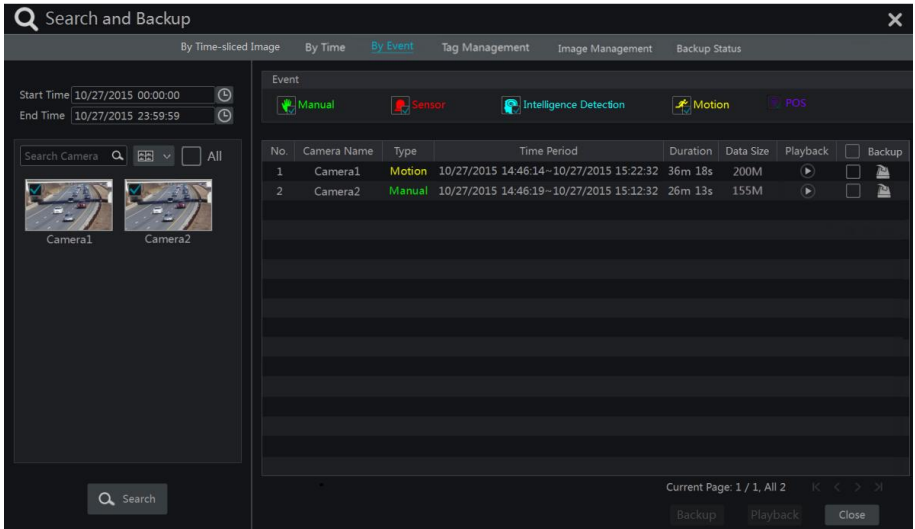 Search and Backup
By Time-sliced Image By Time By Event Tag Management Image Management Backup Status
Start Time 10/27/2015 00:00:00
End Time 10/27/2015 23:59:59
Search Camera All
Camera1 Camera2
Search
Event
Manual Sensor Intelligence Detection Motion POS
No. Camera Name Type Time Period Duration Data Size Playback Backup
1 Camera1 Motion 10/27/2015 14:46:14~10/27/2015 15:22:32 36m 18s 200M
2 Camera2 Manual 10/27/2015 14:46:19~10/27/2015 15:12:32 26m 13s 155M
Current Page: 1 / 1, All 2
Backup Playback Close